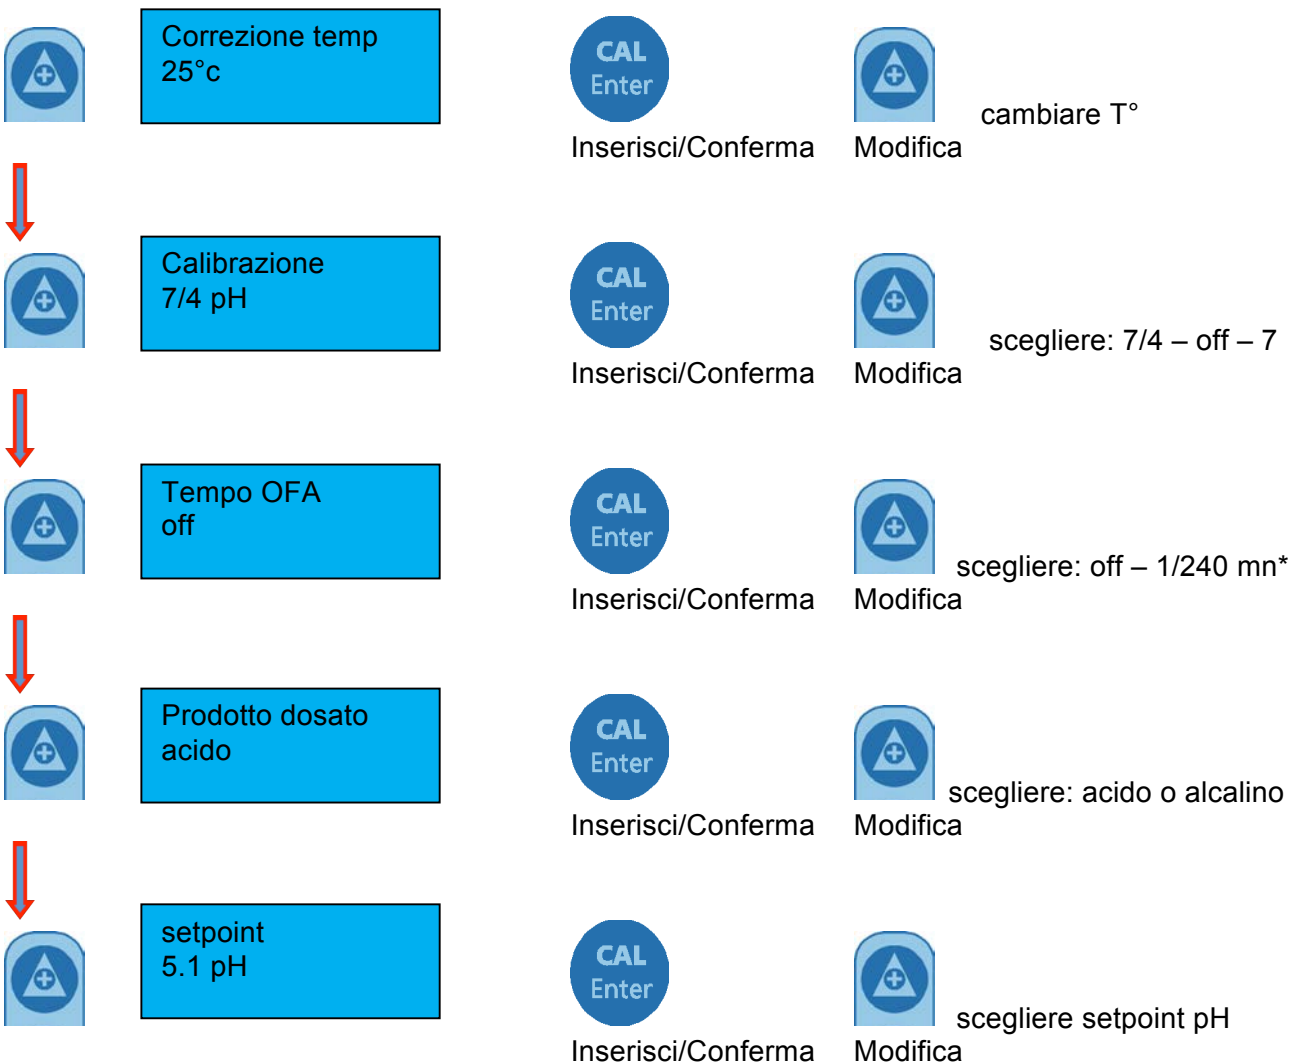 Correzione temp
25°c
CAL
Enter
cambiare T°
Inserisci/Conferma
Modifica
Calibrazione
7/4 pH
CAL
Enter
scegliere: 7/4 – off – 7
Inserisci/Conferma
Modifica
Tempo OFA
off
CAL
Enter
scegliere: off – 1/240 mn*
Inserisci/Conferma
Modifica
Prodotto dosato
acido
CAL
Enter
scegliere: acido o alcalino
Inserisci/Conferma
Modifica
setpoint
5.1 pH
CAL
Enter
scegliere setpoint pH
Inserisci/Conferma
Modifica